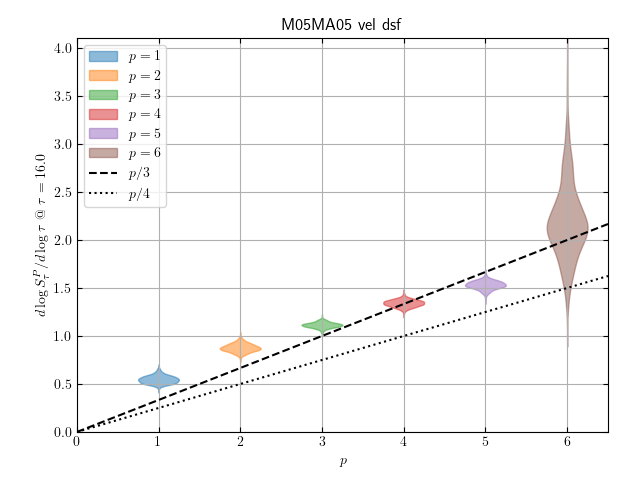 M05MA05 vel dsf
d log S_τ^P / d log τ @ τ = 16.0
4.0
3.5
3.0
2.5
2.0
1.5
1.0
0.5
0.0
p = 1
p = 2
p = 3
p = 4
p = 5
p = 6
p/3
p/4
0 1 2 3 4 5 6
p